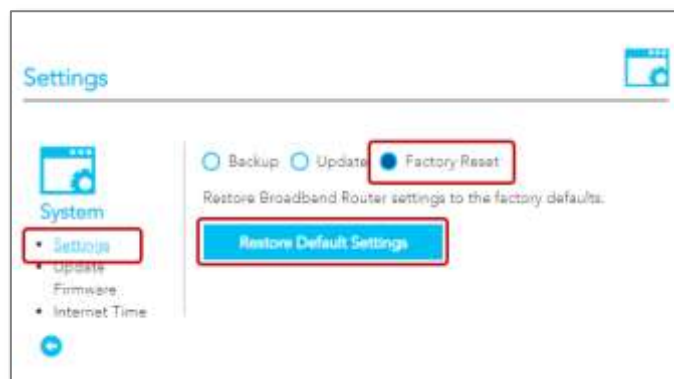 Settings
Backup Update Factory Reset
Restore Broadband Router settings to the factory defaults.
Restore Default Settings
System
Settings
Update
Firmware
Internet Time